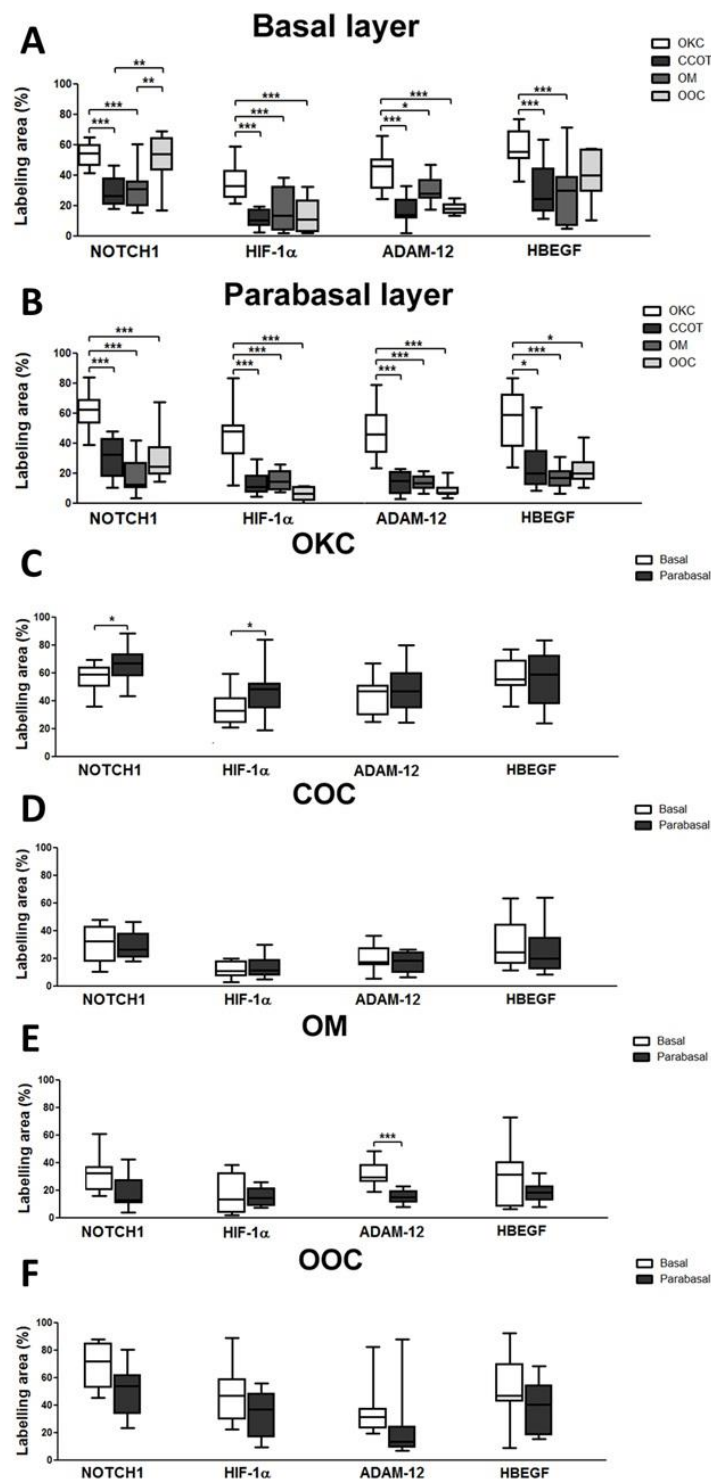 A
Basal layer
OKC
CCOT
OM
OOC
Labeling area (%)
100
80
60
40
20
0
*** *** ** **
*** *** ***
*** * ***
*** ***
NOTCH1 HIF-1α ADAM-12 HBEGF
B
Parabasal layer
OKC
CCOT
OM
OOC
Labeling area (%)
100
80
60
40
20
0
*** *** ***
*** *** ***
*** *** ***
* *** *
NOTCH1 HIF-1α ADAM-12 HBEGF
C
OKC
Basal
Parabasal
Labelling area (%)
100
80
60
40
20
0
* *
NOTCH1 HIF-1α ADAM-12 HBEGF
D
COC
Basal
Parabasal
Labelling area (%)
100
80
60
40
20
0
NOTCH1 HIF-1α ADAM-12 HBEGF
E
OM
Basal
Parabasal
Labelling area (%)
100
80
60
40
20
0
***
NOTCH1 HIF-1α ADAM-12 HBEGF
F
OOC
Basal
Parabasal
Labelling area (%)
100
80
60
40
20
0
NOTCH1 HIF-1α ADAM-12 HBEGF